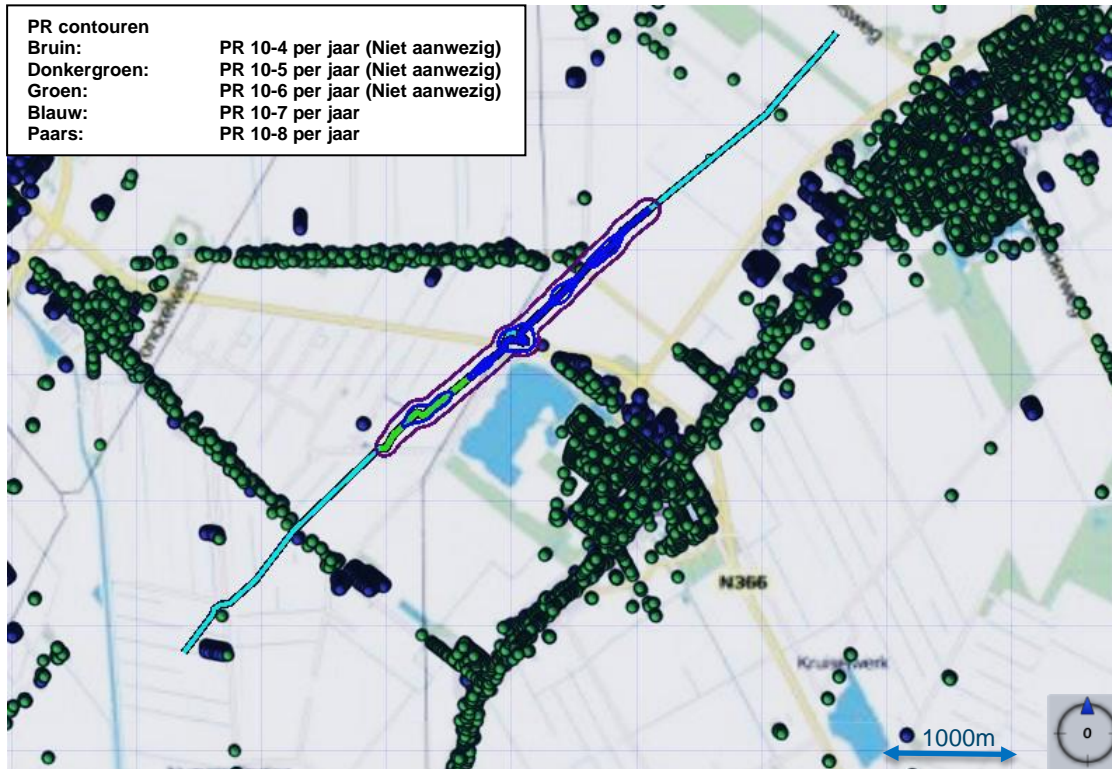 PR contouren
Bruin: PR 10-4 per jaar (Niet aanwezig)
Donkergroen: PR 10-5 per jaar (Niet aanwezig)
Groen: PR 10-6 per jaar (Niet aanwezig)
Blauw: PR 10-7 per jaar
Paars: PR 10-8 per jaar
N366
1000m
0